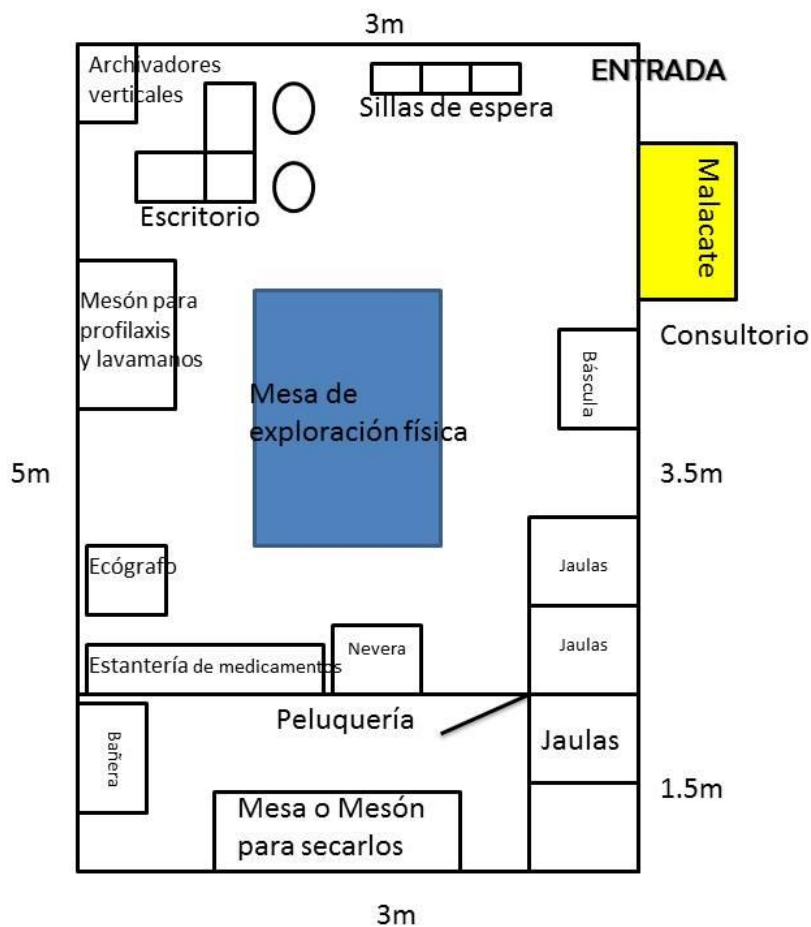 3m
Archivadores
verticales
Sillas de espera
ENTRADA
Malacate
Escritorio
Mesón para
profilaxis
y lavamanos
Consultorio
Báscula
Mesa de
exploración física
5m
3.5m
Ecógrafo
Jaulas
Jaulas
Estantería de medicamentos
Nevera
Peluquería
Jaulas
Bañera
1.5m
Mesa o Mesón
para secarlos
3m